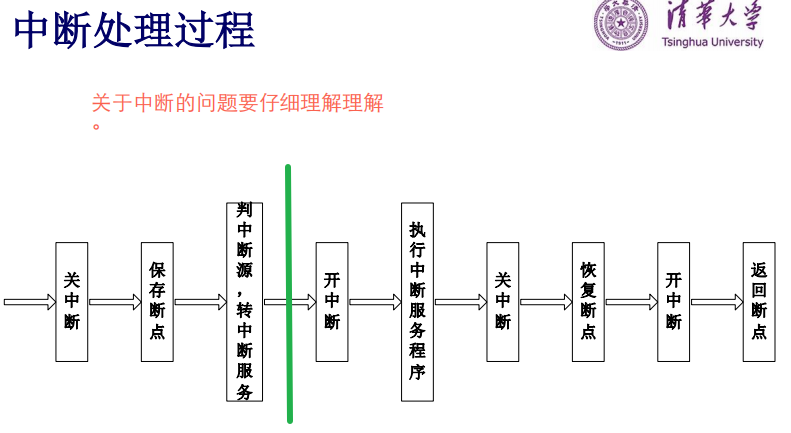 中断处理过程
清华大学
Tsinghua University
关于中断的问题要仔细理解理解
。
关中断
保存断点
判中断源，转中断服务
开中断
执行中断服务程序
关中断
恢复断点
开中断
返回断点